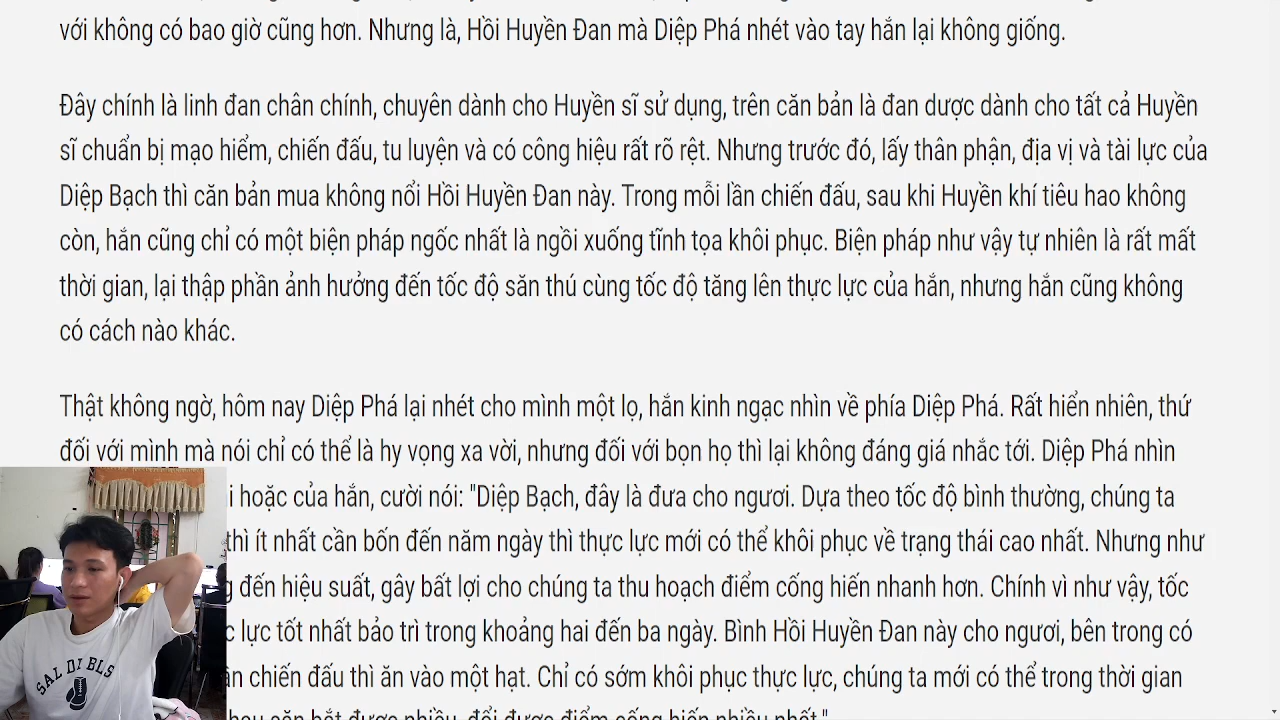 với không có bao giờ cũng hơn. Nhưng là, Hồi Huyền Đan mà Diệp Phá nhét vào tay hắn lại không giống.
Đây chính là linh đan chân chính, chuyên dành cho Huyền sĩ sử dụng, trên căn bản là đan dược dành cho tất cả Huyền
sĩ chuẩn bị mạo hiểm, chiến đấu, tu luyện và có công hiệu rất rõ rệt. Nhưng trước đó, lấy thân phận, địa vị và tài lực của
Diệp Bạch thì căn bản mua không nổi Hồi Huyền Đan này. Trong mỗi lần chiến đấu, sau khi Huyền khí tiêu hao không
còn, hắn cũng chỉ có một biện pháp ngốc nhất là ngồi xuống tĩnh tọa khôi phục. Biện pháp như vậy tự nhiên là rất mất
thời gian, lại thập phần ảnh hưởng đến tốc độ săn thú cùng tốc độ tăng lên thực lực của hắn, nhưng hắn cũng không
có cách nào khác.
Thật không ngờ, hôm nay Diệp Phá lại nhét cho mình một lọ, hắn kinh ngạc nhìn về phía Diệp Phá. Rất hiển nhiên, thứ
đối với mình mà nói chỉ có thể là hy vọng xa vời, nhưng đối với bọn họ thì lại không đáng giá nhắc tới. Diệp Phá nhìn
hoặc của hắn, cười nói: "Diệp Bạch, đây là đưa cho ngươi. Dựa theo tốc độ bình thường, chúng ta
thì ít nhất cần bốn đến năm ngày thì thực lực mới có thể khôi phục về trạng thái cao nhất. Nhưng như
đến hiệu suất, gây bất lợi cho chúng ta thu hoạch điểm cống hiến nhanh hơn. Chính vì như vậy, tốc
lực tốt nhất bảo trì trong khoảng hai đến ba ngày. Bình Hồi Huyền Đan này cho ngươi, bên trong có
chiến đấu thì ăn vào một hạt. Chỉ có sớm khôi phục thực lực, chúng ta mới có thể trong thời gian
săn bắt được nhiều, đổi được điểm cống hiến nhiều nhất."
SAL DE BLS